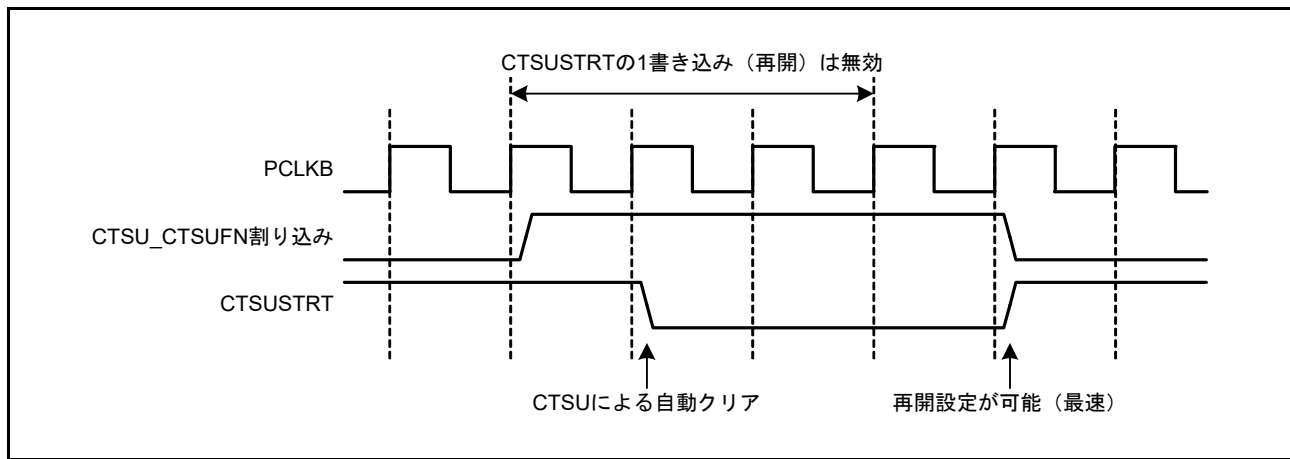 CTSUSTRTの1書き込み（再開）は無効
PCLKB
CTSU_CTSUFN割り込み
CTSUSTRT
CTSUによる自動クリア
再開設定が可能（最速）